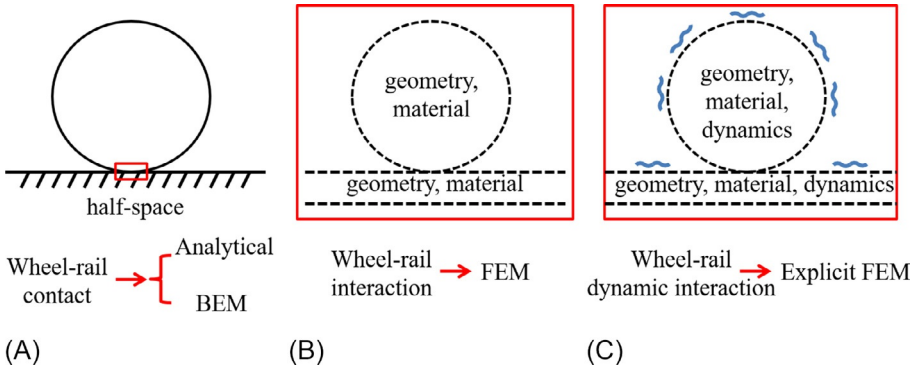 half-space
Wheel-rail
contact
Analytical
BEM
(A)
geometry,
material
geometry, material
Wheel-rail
interaction
FEM
(B)
geometry,
material,
dynamics
geometry, material, dynamics
Wheel-rail
dynamic interaction
Explicit FEM
(C)